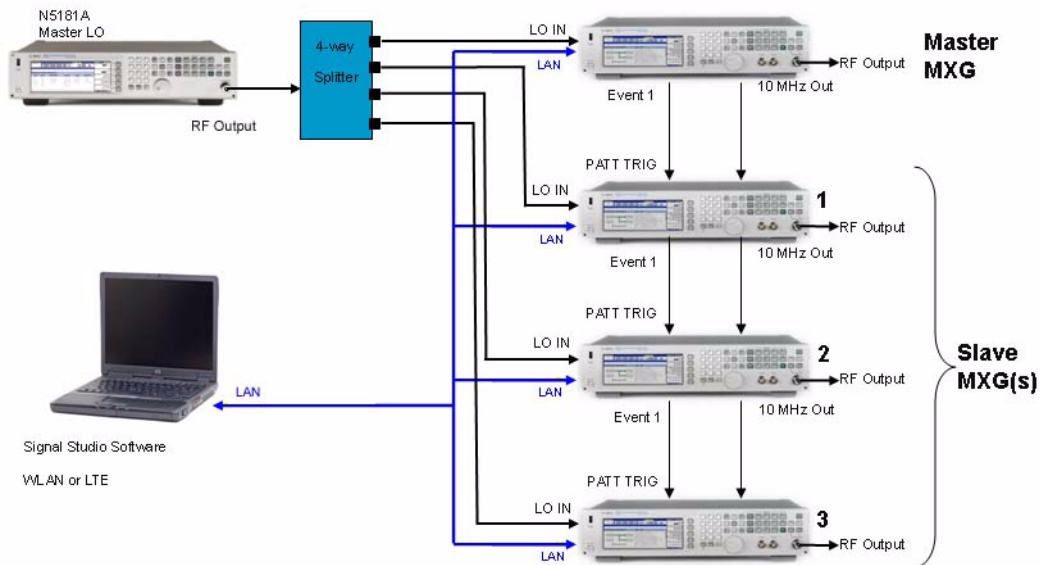 N5181A
Master LO
RF Output
4-way
Splitter
LO IN
LAN
RF Output
Master
MXG
Event 1
10 MHz Out
PATT TRIG
LO IN
1
LAN
RF Output
Event 1
10 MHz Out
PATT TRIG
LO IN
2
LAN
RF Output
Slave
MXG(s)
Event 1
10 MHz Out
LAN
Signal Studio Software
WLAN or LTE
PATT TRIG
LO IN
3
LAN
RF Output